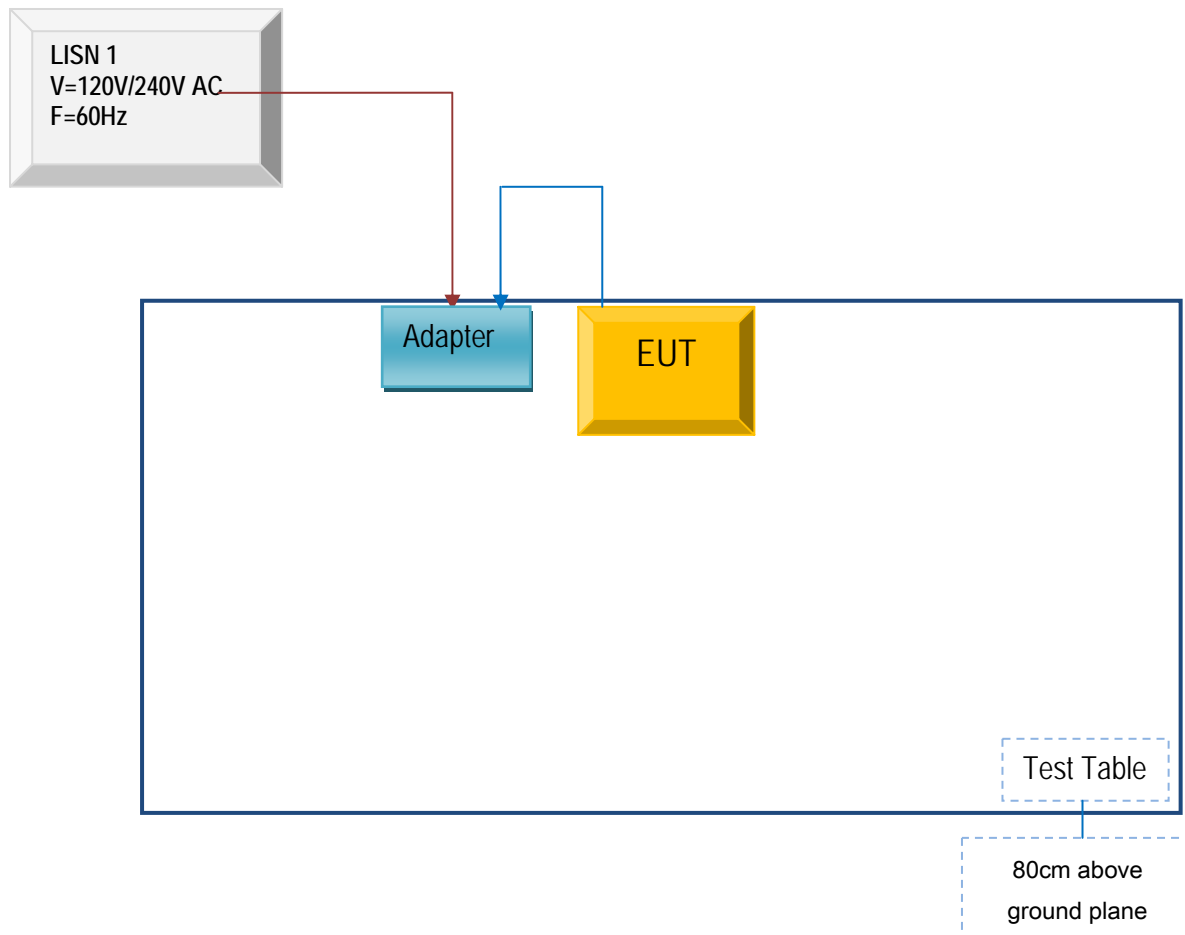 LISN 1
V=120V/240V AC
F=60Hz
Adapter
EUT
Test Table
80cm above
ground plane